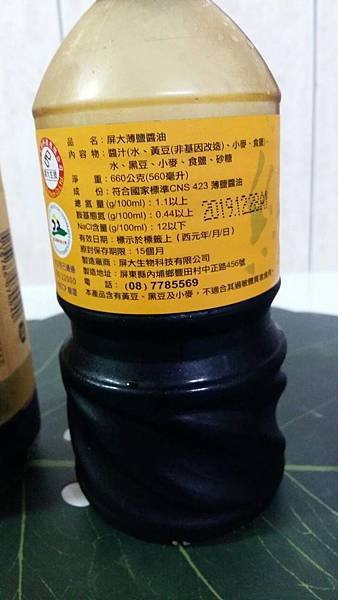 品　　名：屏大薄鹽醬油
內 容 物：醬汁(水、黃豆(非基因改造)、小麥、食鹽)、
水、黑豆、小麥、食鹽、砂糖
淨　　重：660公克(560毫升)
成　　份：符合國家標準CNS 423 薄鹽醬油
總 氮 量 (g/100ml)：1.1以上
胺基態氮 (g/100ml)：0.44以上
NaCl含量 (g/100ml)：12以下
有效日期：標示於標籤上（西元年/月/日）
原封保存期限：15個月
製造廠商：屏大生物科技有限公司
製造地址：屏東縣內埔鄉豐田村中正路456號
電　　話：(08) 7785569
本產品含有黃豆、黑豆及小麥，不適合其過敏體質者食用。